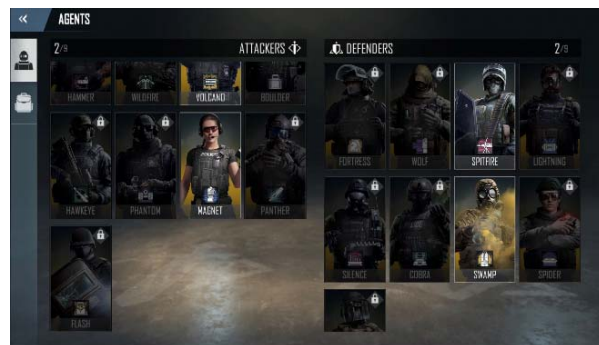 AGENTS
2/9
ATTACKERS
DEFENDERS
2/9
HAMMER
WILDFIRE
VOLCANO
BOULDER
FORTRESS
WOLF
SPITFIRE
LIGHTNING
HAWKEYE
PHANTOM
MAGNET
PANTHER
SILENCE
COBRA
SWAMP
SPIDER
FLASH